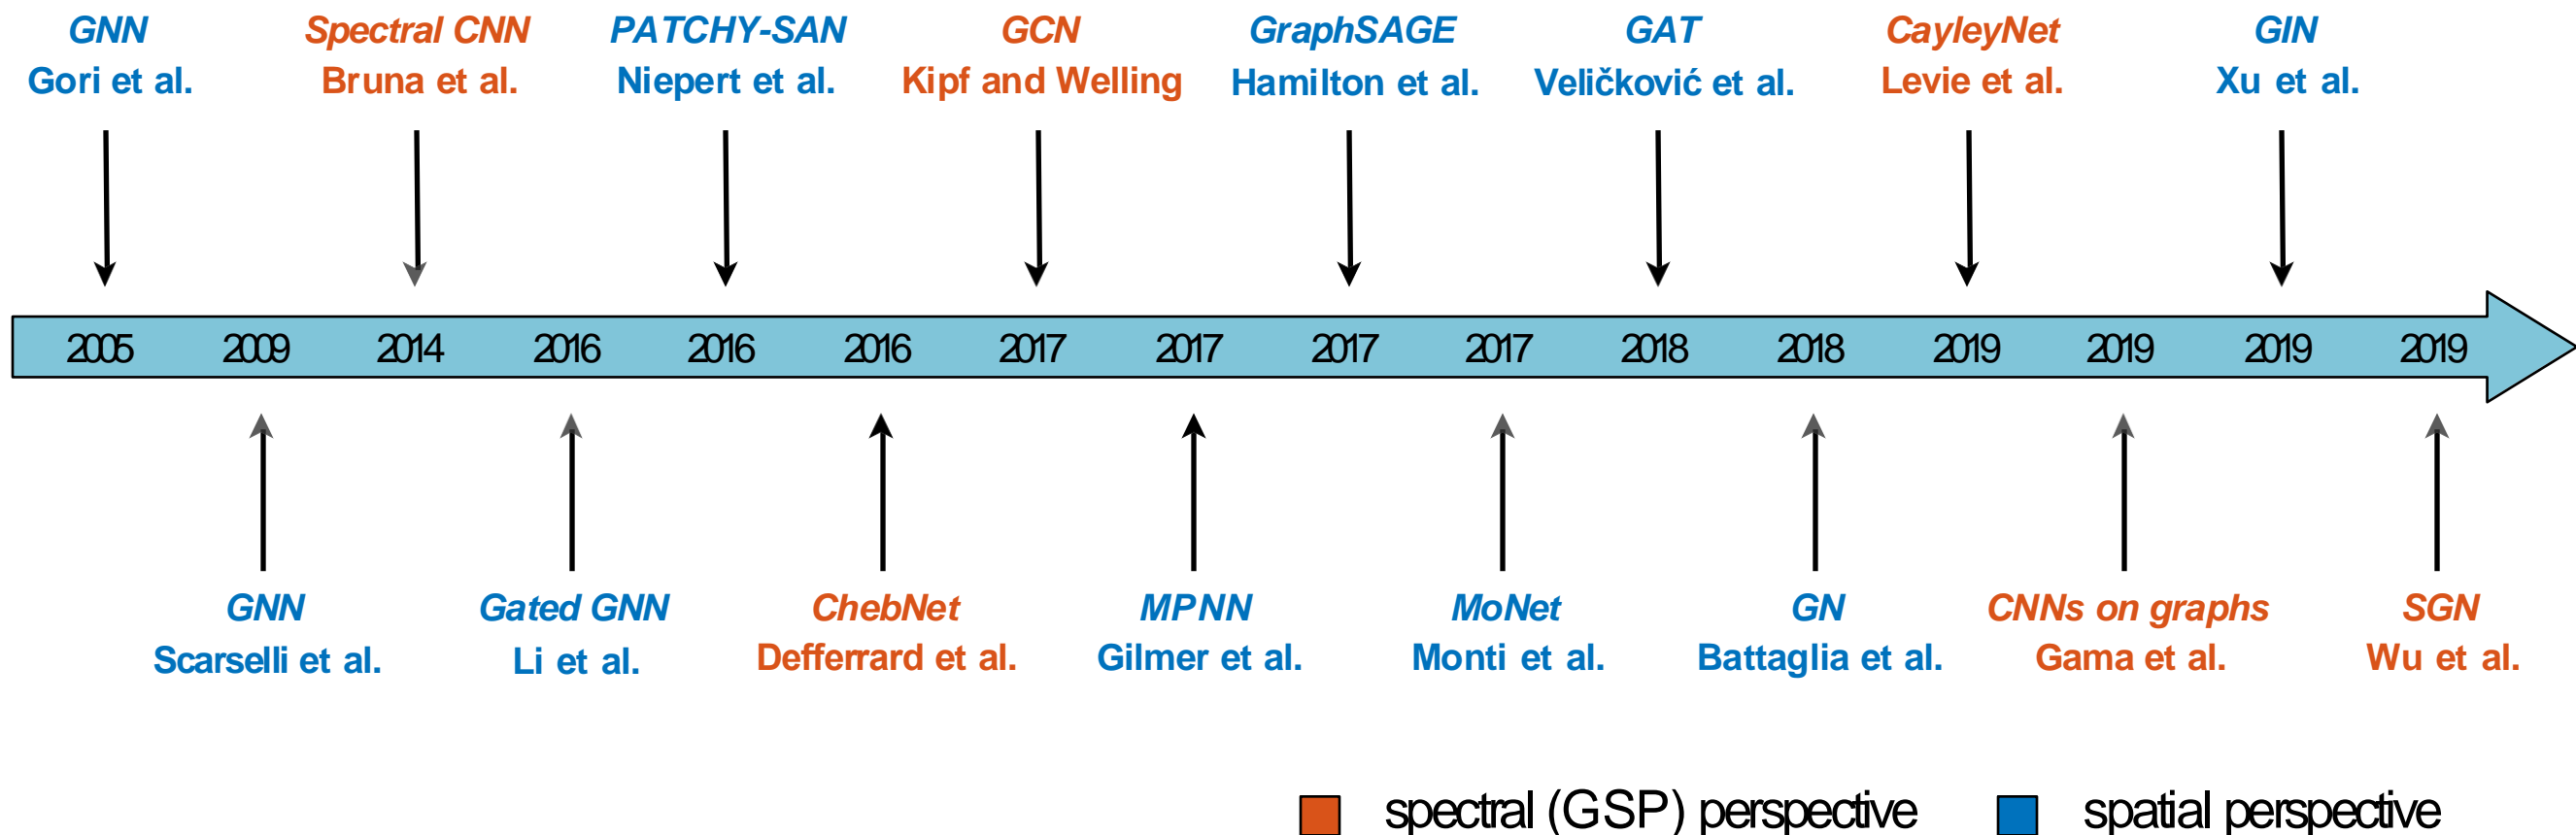 GNN Spectral CNN PATCHY-SAN GCN GraphSAGE GAT CayleyNet GIN
Gori et al. Bruna et al. Niepert et al. Kipf and Welling Hamilton et al. Veličković et al. Levie et al. Xu et al.
2005 2009 2014 2016 2016 2016 2017 2017 2017 2017 2018 2018 2019 2019 2019 2019
GNN Gated GNN ChebNet MPNN MoNet GN CNNs on graphs SGN
Scarselli et al. Li et al. Defferrard et al. Gilmer et al. Monti et al. Battaglia et al. Gama et al. Wu et al.
spectral (GSP) perspective spatial perspective